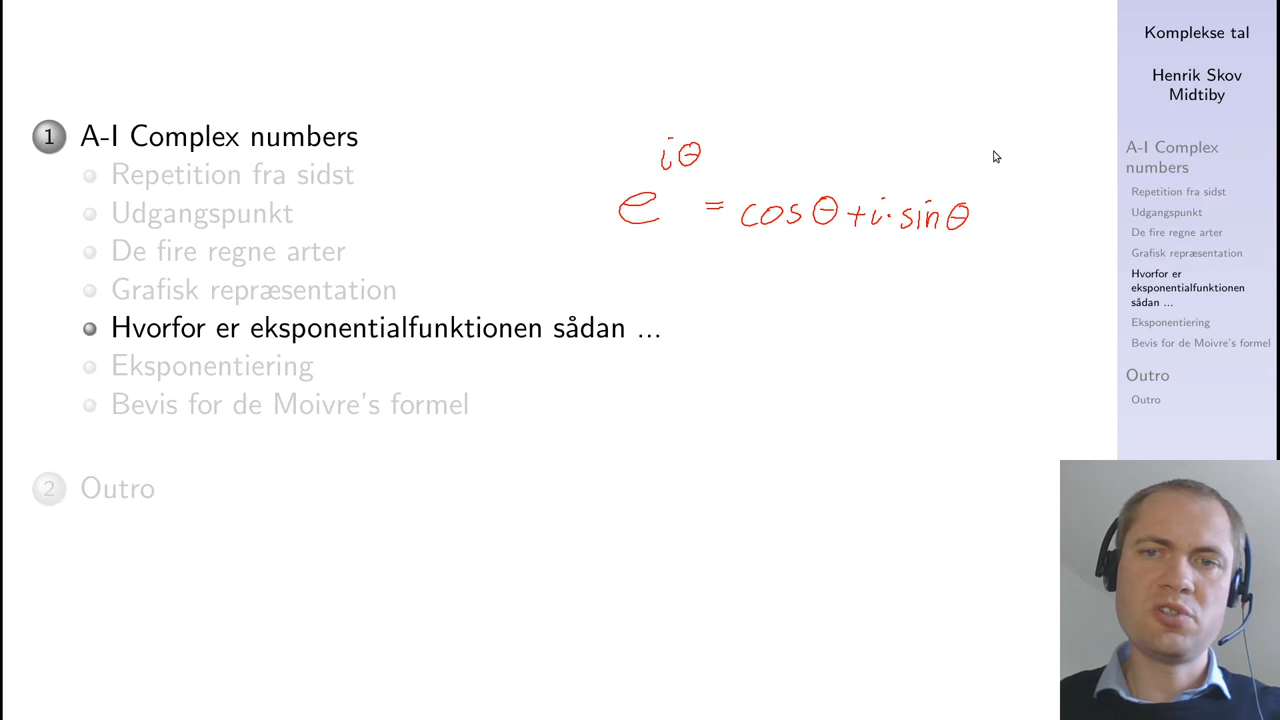 1 A-I Complex numbers
Repetition fra sidst
Udgangspunkt
De fire regne arter
Grafisk repræsentation
Hvorfor er eksponentialfunktionen sådan ...
Eksponentiering
Bevis for de Moivre's formel
2 Outro
e^{iθ} = cosθ+i·sinθ
Komplekse tal
Henrik Skov
Midtiby
A-I Complex
numbers
Repetition fra sidst
Udgangspunkt
De fire regne arter
Grafisk repræsentation
Hvorfor er
eksponentialfunktionen
sådan ...
Eksponentiering
Bevis for de Moivre's formel
Outro
Outro